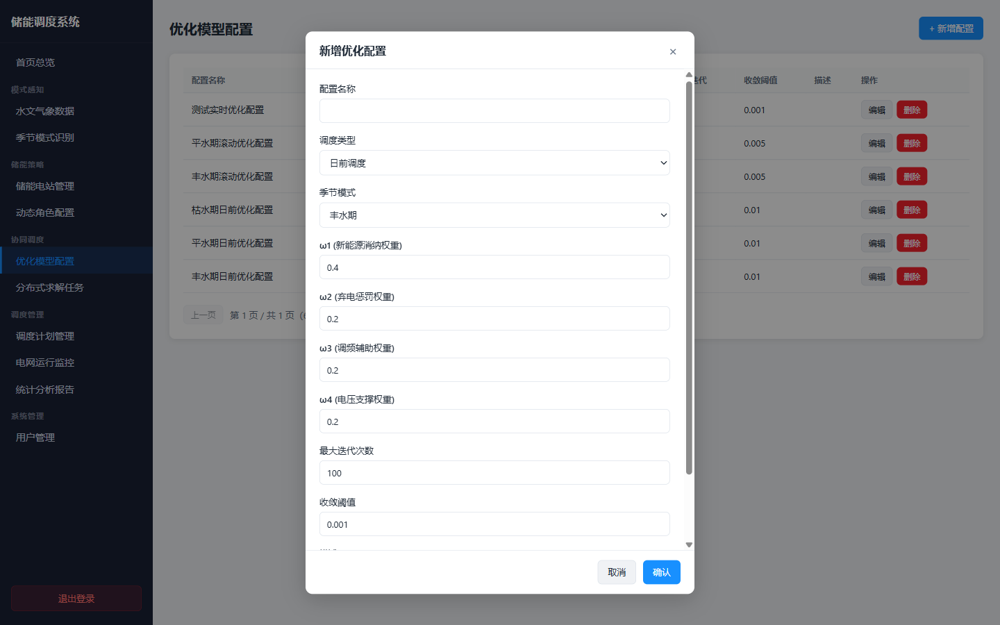 储能调度系统
首页总览
模式感知
水文气象数据
季节模式识别
储能策略
储能电站管理
动态角色配置
协同调度
优化模型配置
分布式求解任务
调度管理
调度计划管理
电网运行监控
统计分析报告
系统管理
用户管理
退出登录
优化模型配置
+ 新增配置
配置名称 迭代 收敛阈值 描述 操作
测试实时优化配置 0.001 编辑 删除
平水期滚动优化配置 0.005 编辑 删除
丰水期滚动优化配置 0.005 编辑 删除
枯水期日前优化配置 0.01 编辑 删除
平水期日前优化配置 0.01 编辑 删除
丰水期日前优化配置 0.01 编辑 删除
上一页 第 1 页 / 共 1 页
新增优化配置
×
配置名称
调度类型
日前调度
季节模式
丰水期
ω1 (新能源消纳权重)
0.4
ω2 (弃电惩罚权重)
0.2
ω3 (调频辅助权重)
0.2
ω4 (电压支撑权重)
0.2
最大迭代次数
100
收敛阈值
0.001
取消 确认